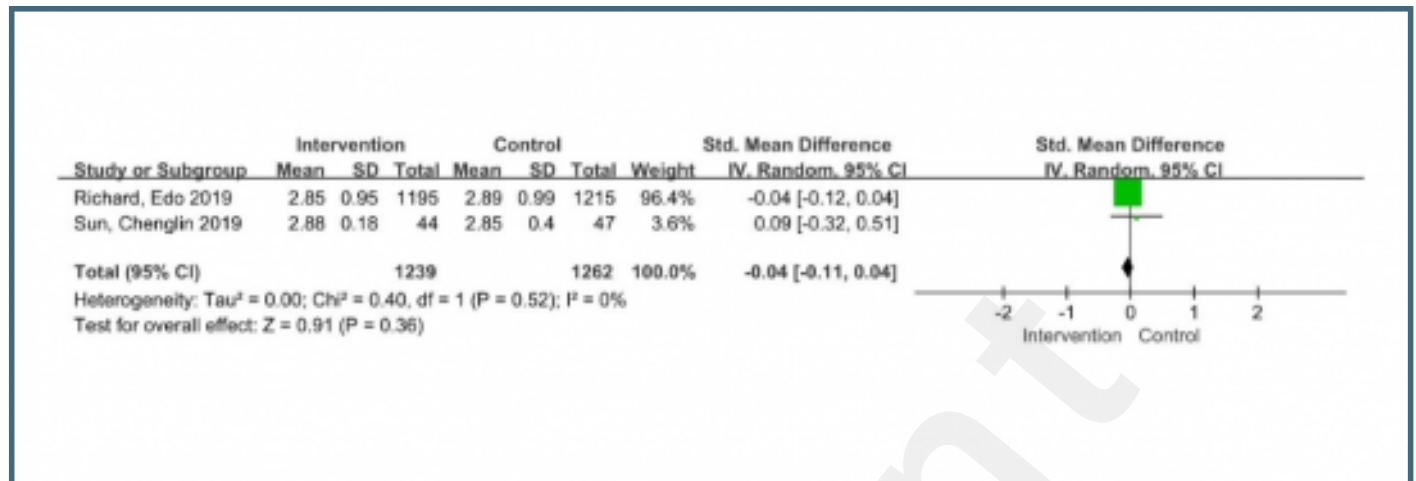 Intervention Control Std. Mean Difference Std. Mean Difference
Study or Subgroup Mean SD Total Mean SD Total Weight IV, Random, 95% CI IV, Random, 95% CI
Richard, Edo 2019 2.85 0.95 1195 2.89 0.99 1215 96.4% -0.04 [-0.12, 0.04]
Sun, Chenglin 2019 2.88 0.18 44 2.85 0.4 47 3.6% 0.09 [-0.32, 0.51]
Total (95% CI) 1239 1262 100.0% -0.04 [-0.11, 0.04]
Heterogeneity: Tau² = 0.00; Chi² = 0.40, df = 1 (P = 0.52); I² = 0%
Test for overall effect: Z = 0.91 (P = 0.36)
-2 -1 0 1 2
Intervention Control
nt